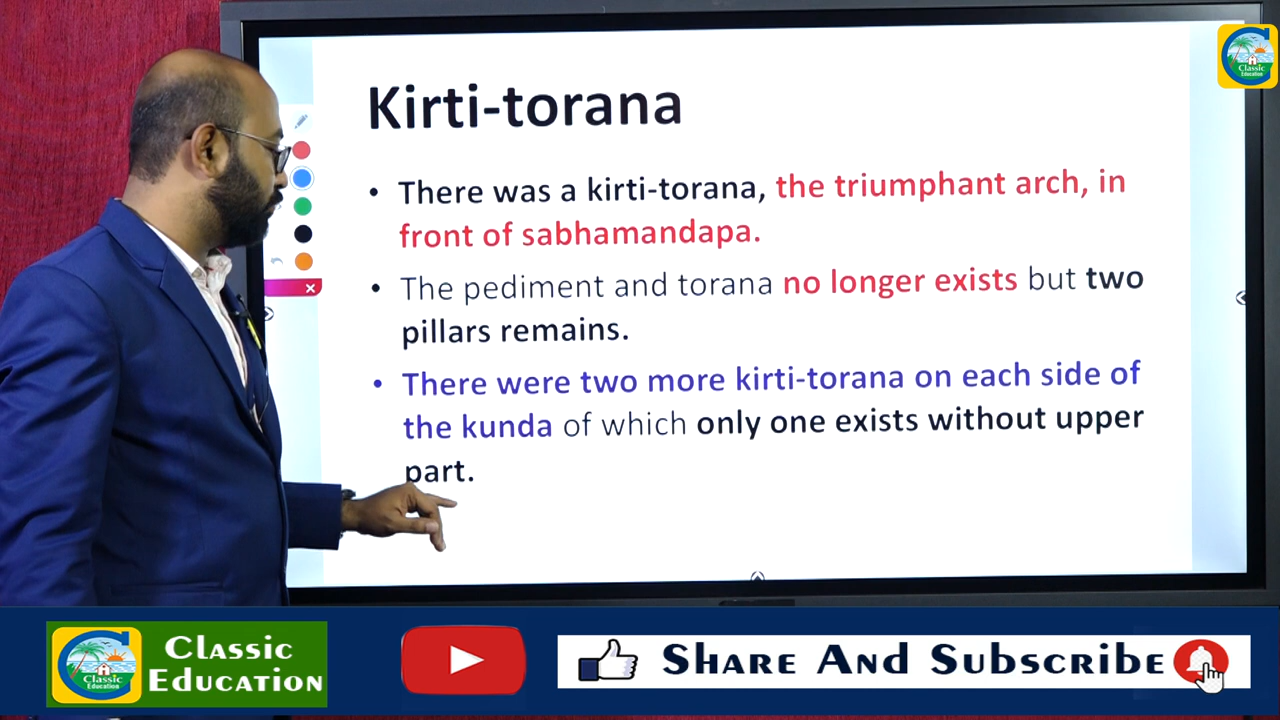 Kirti-torana
• There was a kirti-torana, the triumphant arch, in
front of sabhamandapa.
• The pediment and torana no longer exists but two
pillars remains.
• There were two more kirti-torana on each side of
the kunda of which only one exists without upper
part.
Classic
Education
Classic
Education
Classic
Education
Share And Subscribe